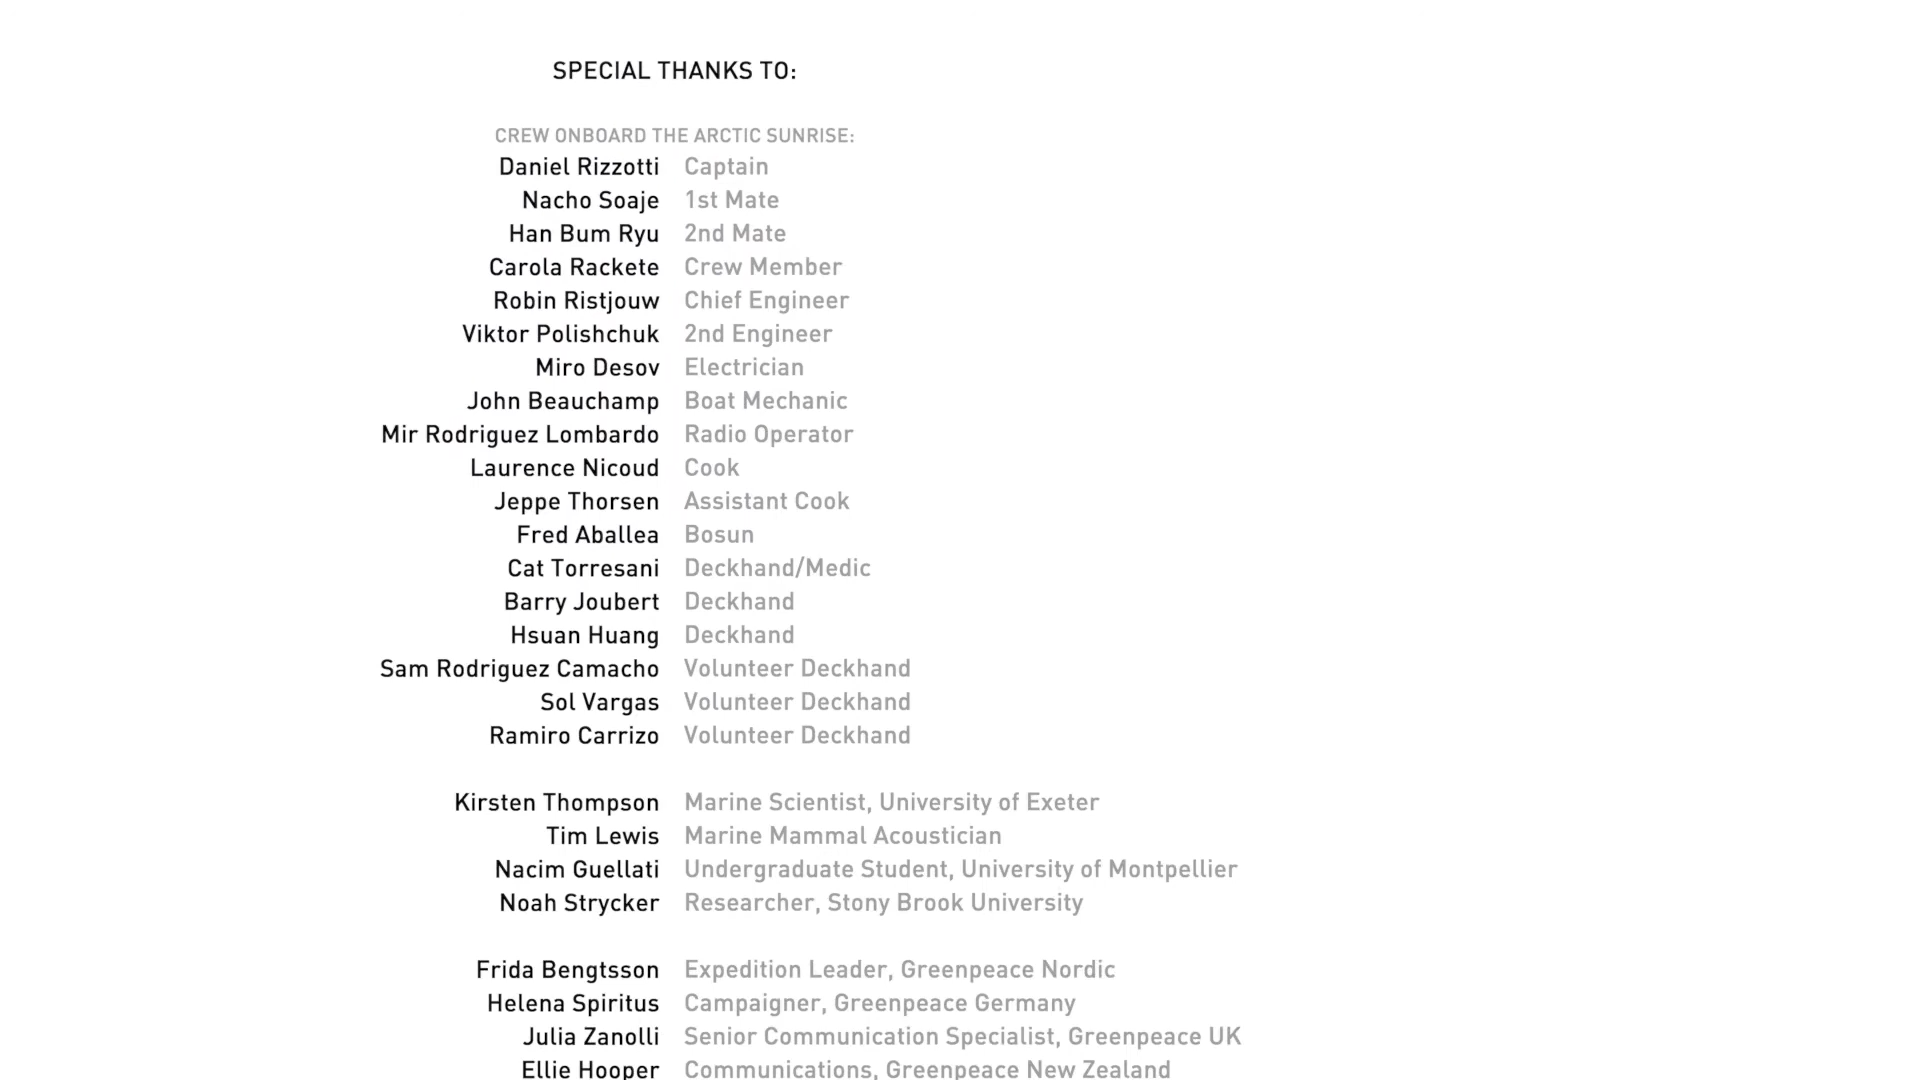 SPECIAL THANKS TO:
CREW ONBOARD THE ARCTIC SUNRISE:
Daniel Rizzotti Captain
Nacho Soaje 1st Mate
Han Bum Ryu 2nd Mate
Carola Rackete Crew Member
Robin Ristjouw Chief Engineer
Viktor Polishchuk 2nd Engineer
Miro Desov Electrician
John Beauchamp Boat Mechanic
Mir Rodriguez Lombardo Radio Operator
Laurence Nicoud Cook
Jeppe Thorsen Assistant Cook
Fred Aballea Bosun
Cat Torresani Deckhand/Medic
Barry Joubert Deckhand
Hsuan Huang Deckhand
Sam Rodriguez Camacho Volunteer Deckhand
Sol Vargas Volunteer Deckhand
Ramiro Carrizo Volunteer Deckhand
Kirsten Thompson Marine Scientist, University of Exeter
Tim Lewis Marine Mammal Acoustician
Nacim Guellati Undergraduate Student, University of Montpellier
Noah Strycker Researcher, Stony Brook University
Frida Bengtsson Expedition Leader, Greenpeace Nordic
Helena Spiritus Campaigner, Greenpeace Germany
Julia Zanolli Senior Communication Specialist, Greenpeace UK
Ellie Hooper Communications, Greenpeace New Zealand